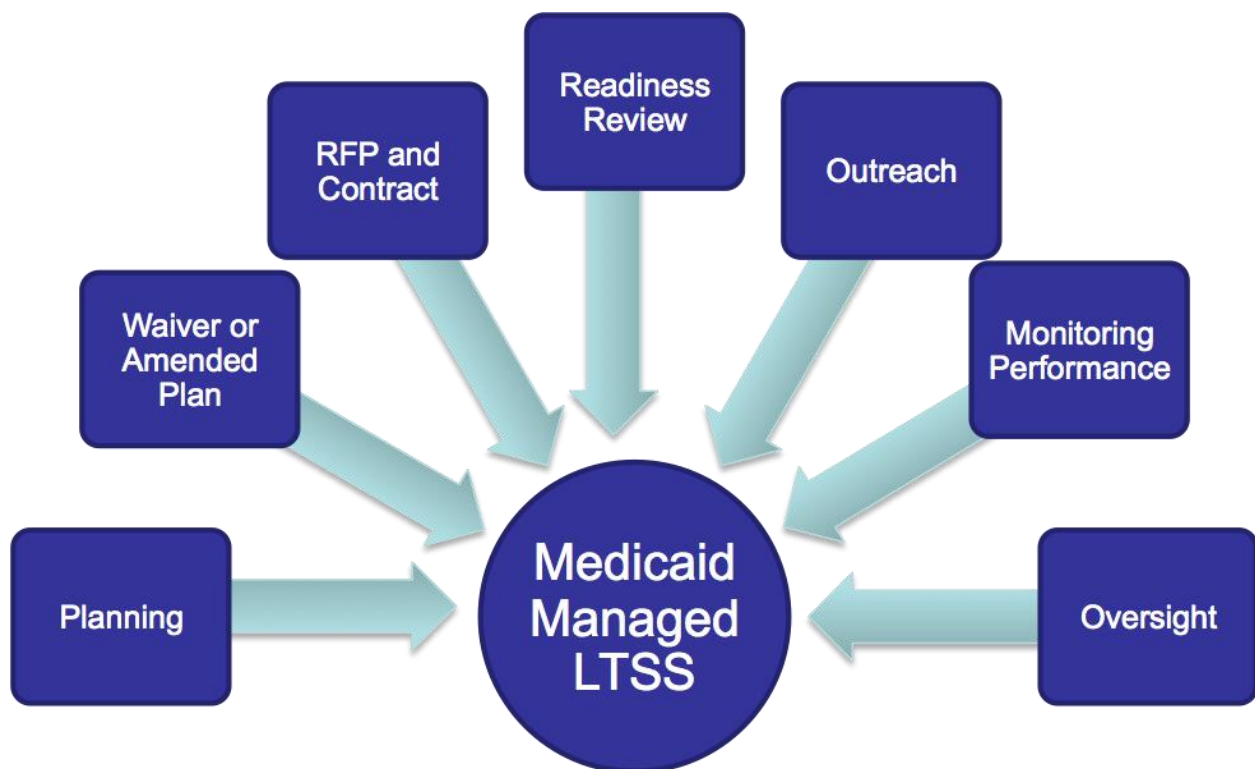 Planning
Waiver or
Amended
Plan
RFP and
Contract
Readiness
Review
Outreach
Monitoring
Performance
Oversight
Medicaid
Managed
LTSS